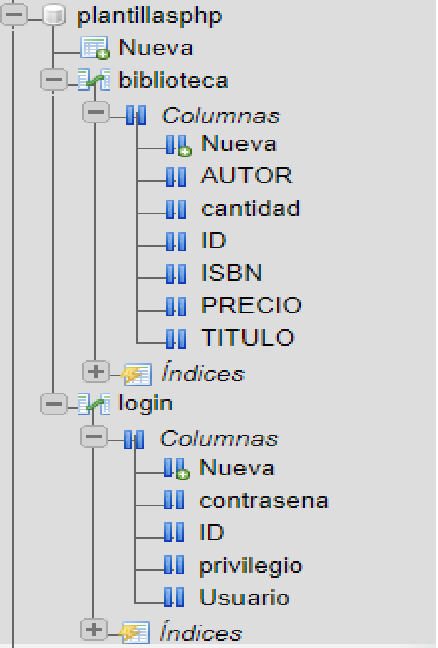 plantillasphp
Nueva
biblioteca
Columnas
Nueva
AUTOR
cantidad
ID
ISBN
PRECIO
TITULO
Índices
login
Columnas
Nueva
contrasena
ID
privilegio
Usuario
Índices